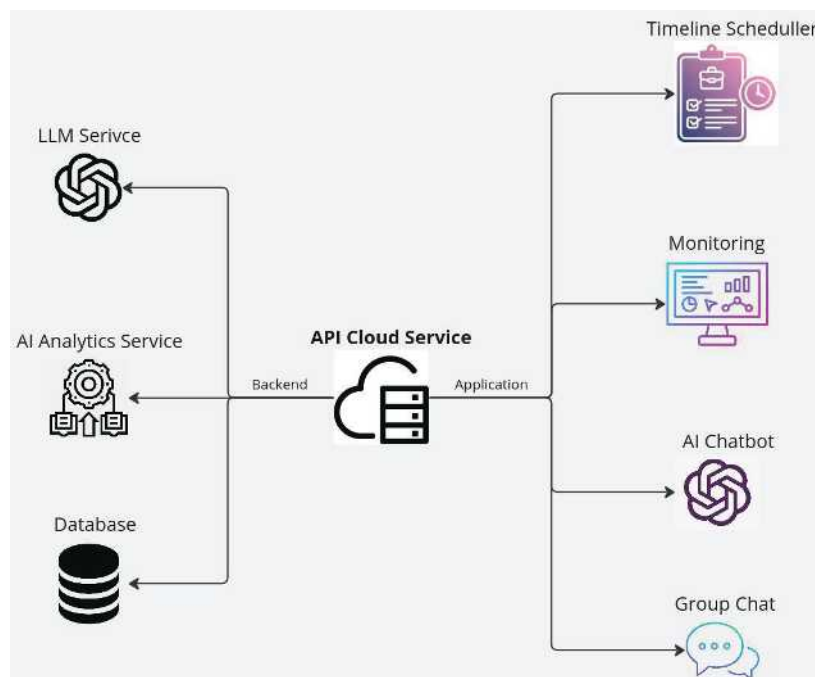 Timeline Scheduller
LLM Serivce
Monitoring
AI Analytics Service
API Cloud Service
Backend
Application
AI Chatbot
Database
Group Chat